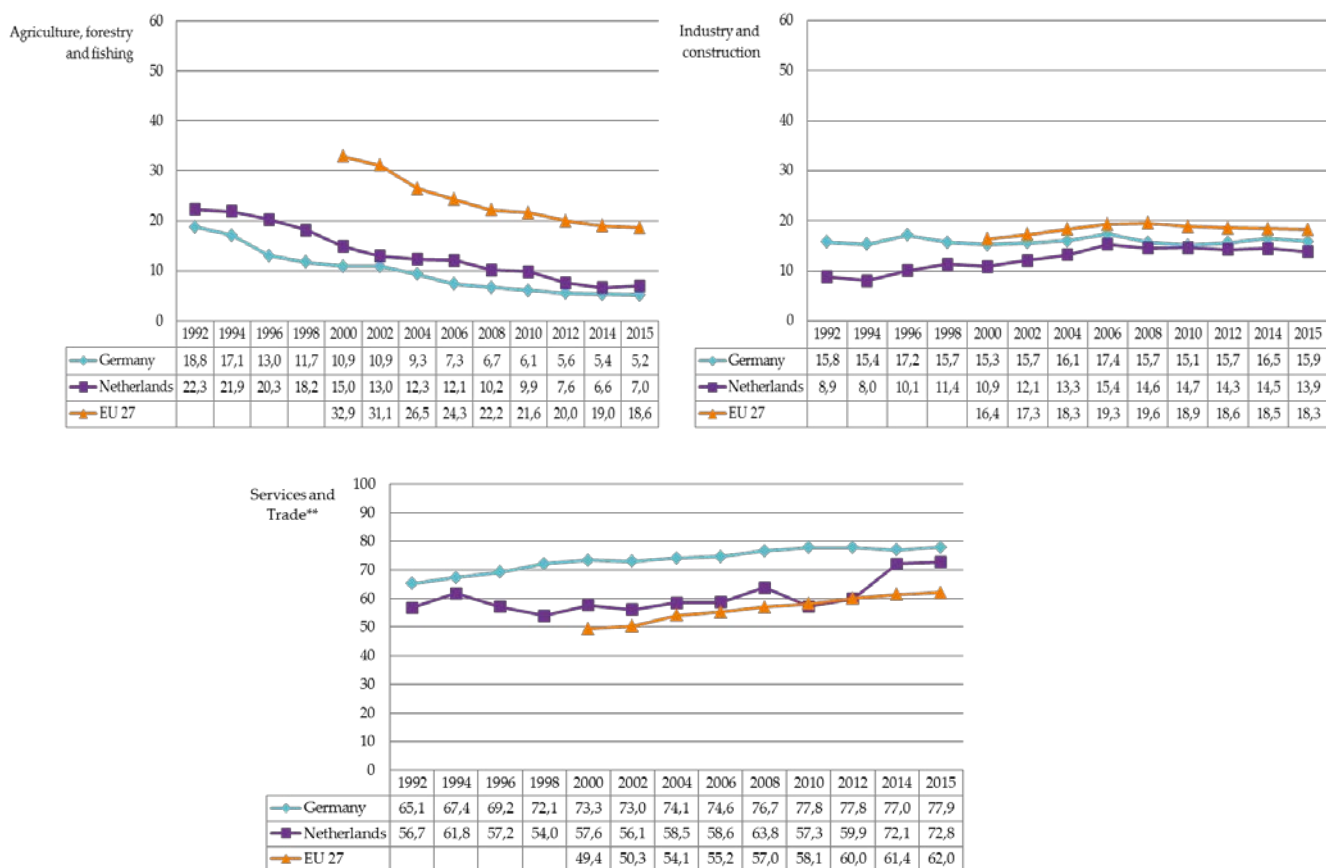 Agriculture, forestry
and fishing
60
50
40
30
20
10
0
1992 1994 1996 1998 2000 2002 2004 2006 2008 2010 2012 2014 2015
Germany 18,8 17,1 13,0 11,7 10,9 10,9 9,3 7,3 6,7 6,1 5,6 5,4 5,2
Netherlands 22,3 21,9 20,3 18,2 15,0 13,0 12,3 12,1 10,2 9,9 7,6 6,6 7,0
EU 27 32,9 31,1 26,5 24,3 22,2 21,6 20,0 19,0 18,6
Industry and
construction
60
50
40
30
20
10
0
1992 1994 1996 1998 2000 2002 2004 2006 2008 2010 2012 2014 2015
Germany 15,8 15,4 17,2 15,7 15,3 15,7 16,1 17,4 15,7 15,1 15,7 16,5 15,9
Netherlands 8,9 8,0 10,1 11,4 10,9 12,1 13,3 15,4 14,6 14,7 14,3 14,5 13,9
EU 27 16,4 17,3 18,3 19,3 19,6 18,9 18,6 18,5 18,3
Services and
Trade**
100
90
80
70
60
50
40
30
20
10
0
1992 1994 1996 1998 2000 2002 2004 2006 2008 2010 2012 2014 2015
Germany 65,1 67,4 69,2 72,1 73,3 73,0 74,1 74,6 76,7 77,8 77,8 77,0 77,9
Netherlands 56,7 61,8 57,2 54,0 57,6 56,1 58,5 58,6 63,8 57,3 59,9 72,1 72,8
EU 27 49,4 50,3 54,1 55,2 57,0 58,1 60,0 61,4 62,0